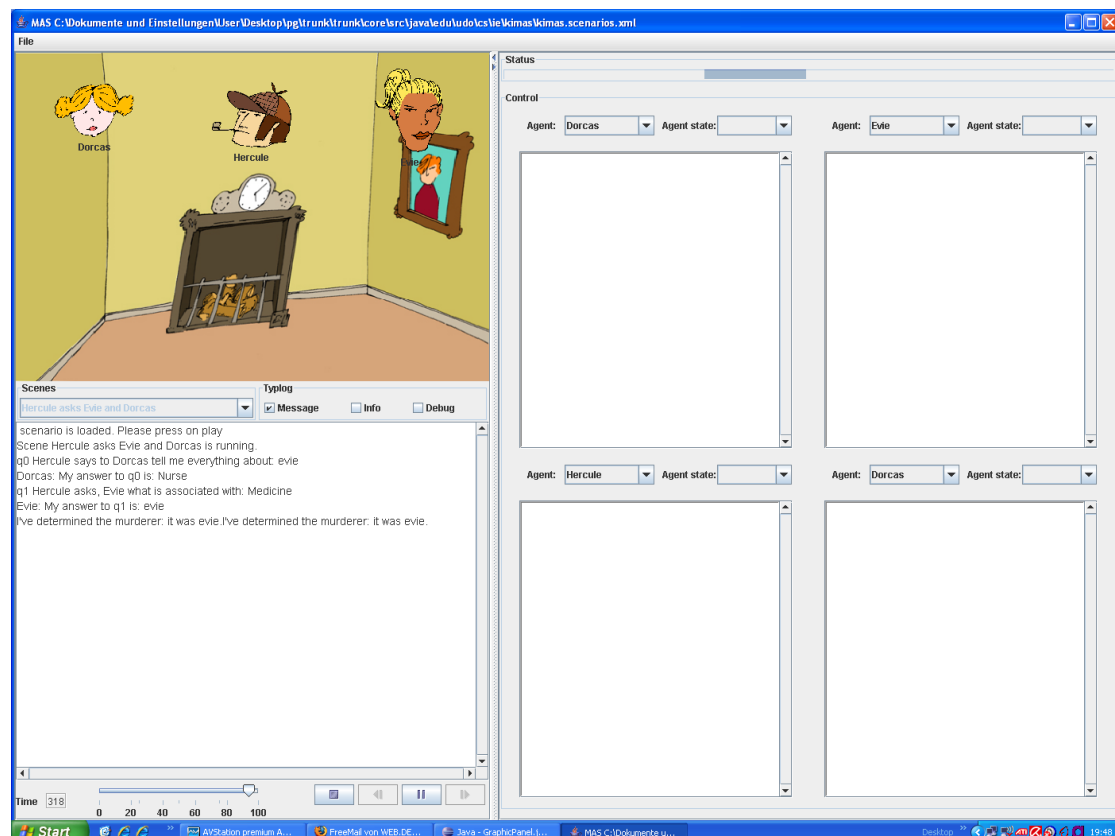 MAS C:\Dokumente und Einstellungen\User\Desktop\pg\trunk\trunk\core\src\java\edu\udo\cs\ie\kimas\kimas.scenarios.xml
File
Dorcas
Hercule
Evie
Scenes
Typlog
Hercule asks Evie and Dorcas
Message
Info
Debug
scenario is loaded. Please press on play
Scene Hercule asks Evie and Dorcas is running.
q0 Hercule says to Dorcas tell me everything about: evie
Dorcas: My answer to q0 is: Nurse
q1 Hercule asks, Evie what is associated with: Medicine
Evie: My answer to q1 is: evie
I've determined the murderer: it was evie.I've determined the murderer: it was evie.
Time 318
0 20 40 60 80 100
Status
Control
Agent: Dorcas Agent state:
Agent: Evie Agent state:
Agent: Hercule Agent state:
Agent: Dorcas Agent state:
Start
AVStation premium A...
FreeMail von WEB.DE...
Java - GraphicPanel.j...
MAS C:\Dokumente u...
Desktop
19:48